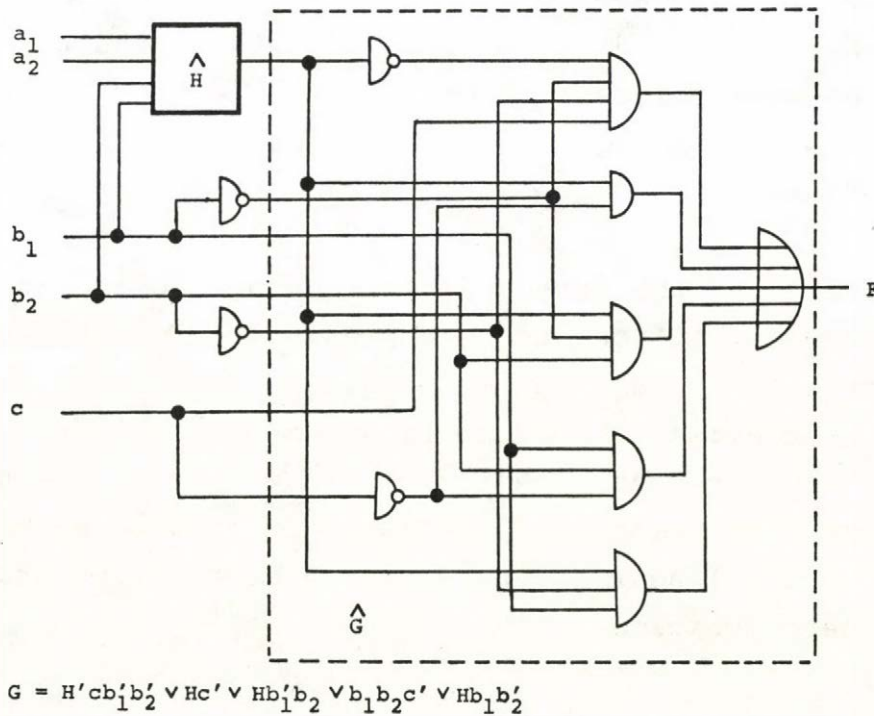 a₁
a₂
Ĥ
b₁
b₂
c
F
Ĝ
G = H'cb₁'b₂' ∨ Hc' ∨ Hb₁'b₂ ∨ b₁b₂c' ∨ Hb₁b₂'